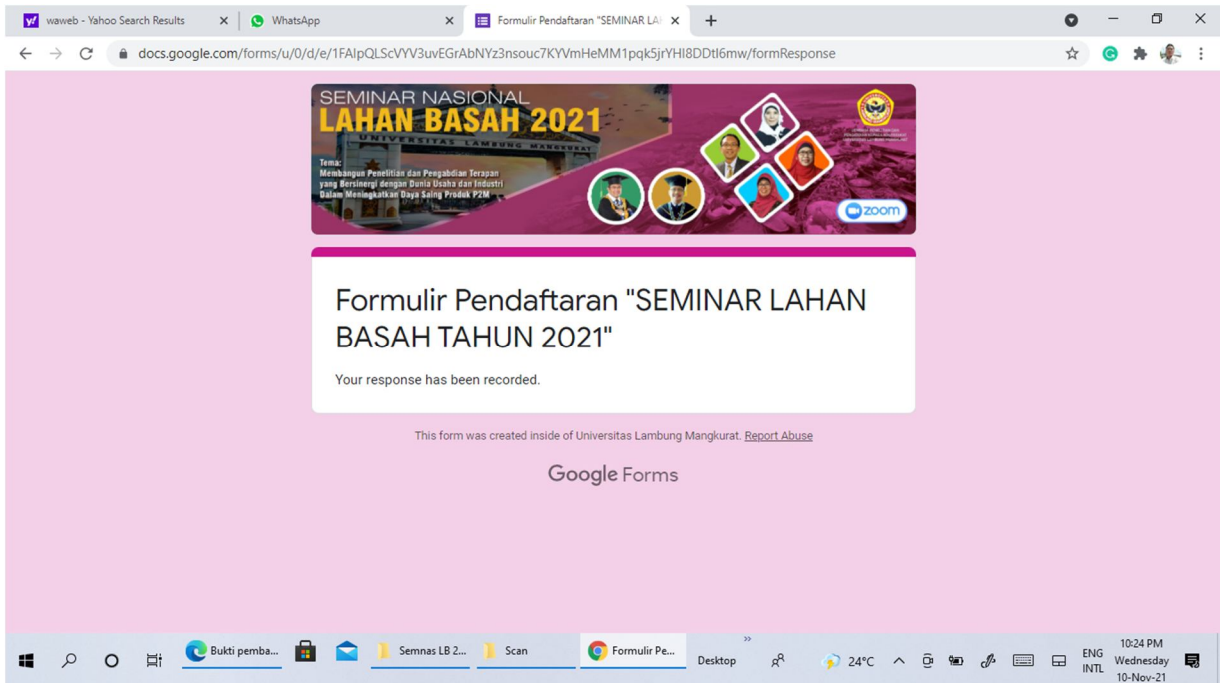 waweb - Yahoo Search Results
WhatsApp
Formulir Pendaftaran "SEMINAR LA
docs.google.com/forms/u/0/d/e/1FAIpQLScVYV3uvEGrAbNYz3nsouc7KYVmHeMM1pqk5jrYHI8DDtI6mw/formResponse
SEMINAR NASIONAL
LAHAN BASAH 2021
UNIVERSITAS LAMBUNG MANGKURAT
Tema:
Membangun Penelitian dan Pengabdian Terapan
yang Bersinergi dengan Dunia Usaha dan Industri
Dalam Meningkatkan Daya Saing Produk P2M
zoom
Formulir Pendaftaran "SEMINAR LAHAN
BASAH TAHUN 2021"
Your response has been recorded.
This form was created inside of Universitas Lambung Mangkurat. Report Abuse
Google Forms
Bukti pemba...
Semnas LB 2...
Scan
Formulir Pe...
Desktop
24°C
ENG
INTL
10:24 PM
Wednesday
10-Nov-21